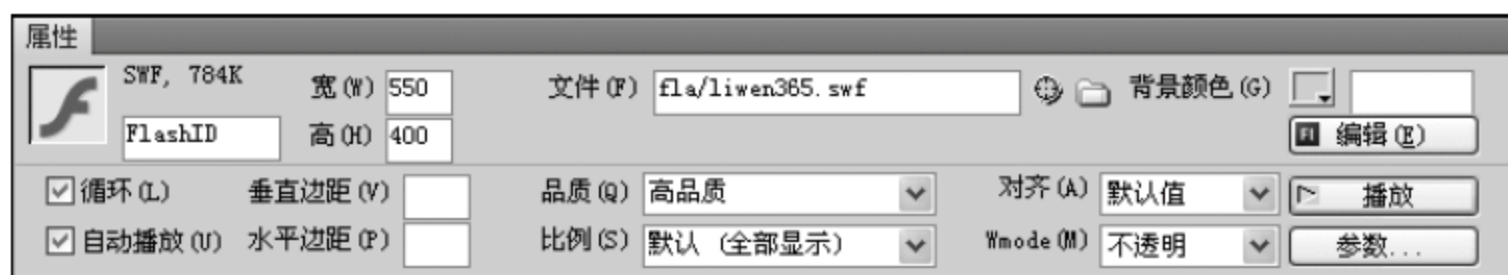 属性
SWF, 784K 宽(W) 550 文件(F) fla/liwen365.swf 背景颜色(G)
FlashID 高(H) 400 编辑(E)
循环(L) 垂直边距(V) 品质(Q) 高品质 对齐(A) 默认值 播放
自动播放(U) 水平边距(P) 比例(S) 默认（全部显示） Wmode(M) 不透明 参数...